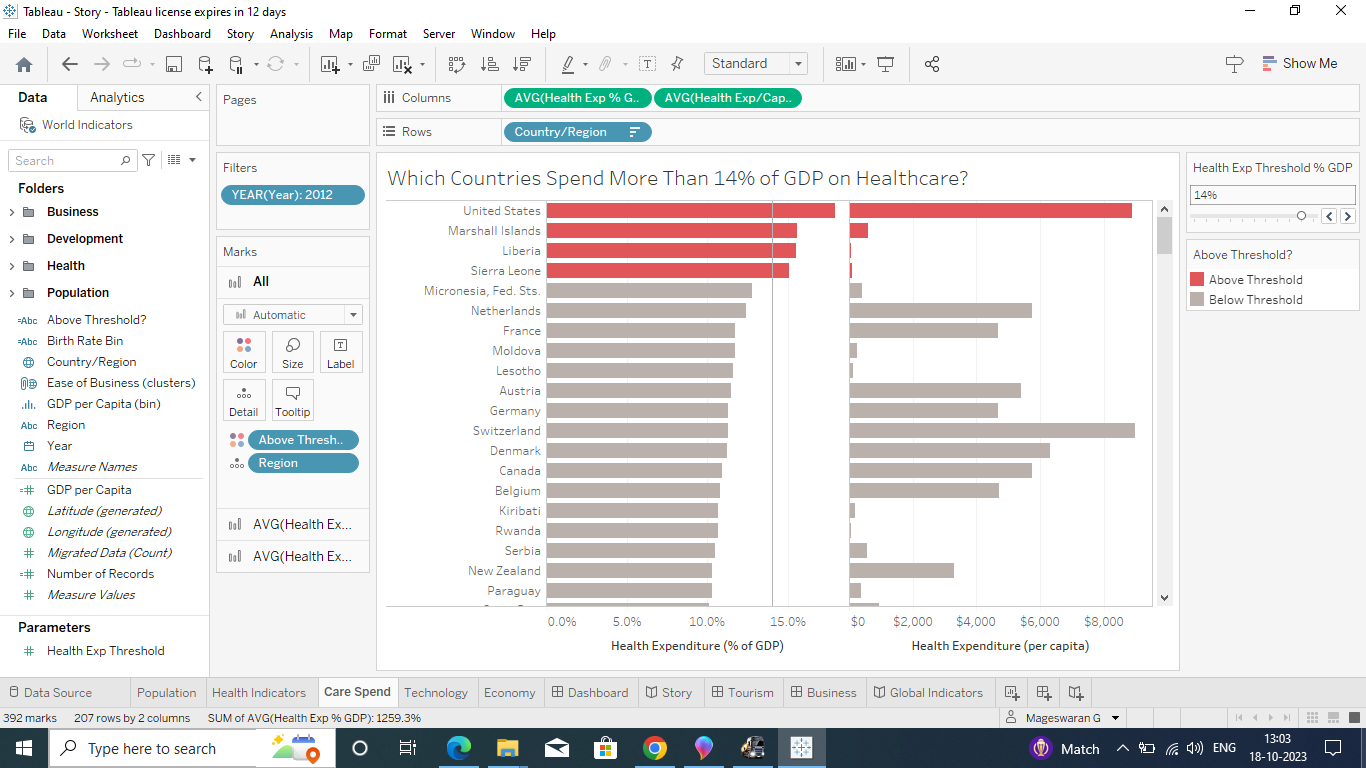 Tableau - Story - Tableau license expires in 12 days
File Data Worksheet Dashboard Story Analysis Map Format Server Window Help
Standard
Show Me
Data Analytics
World Indicators
Search
Folders
Business
Development
Health
Population
Abc Above Threshold?
Abc Birth Rate Bin
Country/Region
Ease of Business (clusters)
GDP per Capita (bin)
Abc Region
Year
Abc Measure Names
GDP per Capita
Latitude (generated)
Longitude (generated)
Migrated Data (Count)
Number of Records
Measure Values
Parameters
Health Exp Threshold
Pages
Filters
YEAR(Year): 2012
Marks
All
Automatic
Color Size Label
Detail Tooltip
Above Thresh..
Region
AVG(Health Ex...
AVG(Health Ex...
Columns AVG(Health Exp % G.. AVG(Health Exp/Cap..
Rows Country/Region
Which Countries Spend More Than 14% of GDP on Healthcare?
United States
Marshall Islands
Liberia
Sierra Leone
Micronesia, Fed. Sts.
Netherlands
France
Moldova
Lesotho
Austria
Germany
Switzerland
Denmark
Canada
Belgium
Kiribati
Rwanda
Serbia
New Zealand
Paraguay
0.0% 5.0% 10.0% 15.0% $0 $2,000 $4,000 $6,000 $8,000
Health Expenditure (% of GDP) Health Expenditure (per capita)
Health Exp Threshold % GDP
14%
Above Threshold?
Above Threshold
Below Threshold
Data Source Population Health Indicators Care Spend Technology Economy Dashboard Story Tourism Business Global Indicators
392 marks 207 rows by 2 columns SUM of AVG(Health Exp % GDP): 1259.3% Mageswaran G
Type here to search
Match
ENG
13:03
18-10-2023